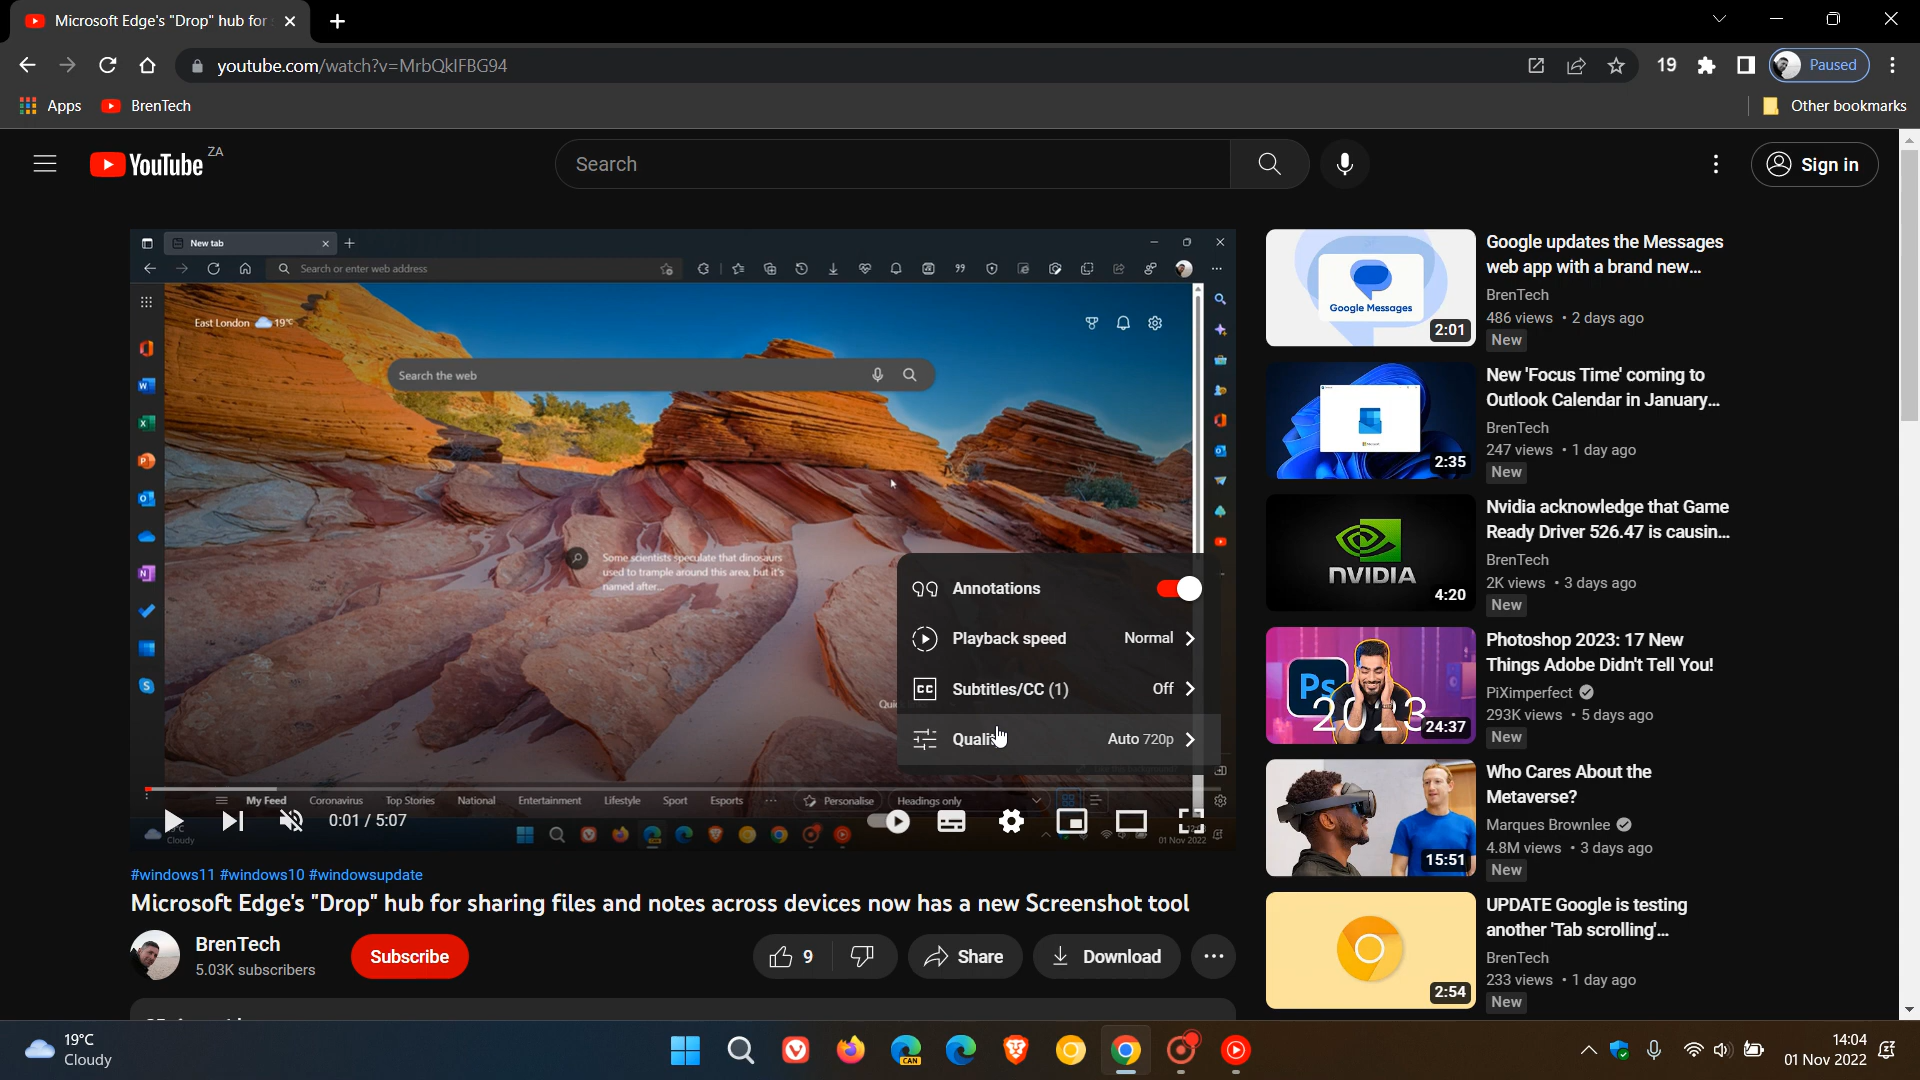 Microsoft Edge's "Drop" hub for
youtube.com/watch?v=MrbQkIFBG94
19
Paused
Apps
BrenTech
Other bookmarks
YouTube ZA
Search
Sign in
New tab
Search or enter web address
East London 19°C
Search the web
Some scientists speculate that dinosaurs
used to trample around this area, but it's
named after...
Annotations
Playback speed Normal
Subtitles/CC (1) Off
Quality Auto 720p
My Feed Coronavirus Top Stories National Entertainment Lifestyle Sport Esports ... Personalise Headings only
0:01 / 5:07
Cloudy
01 Nov 2022
#windows11 #windows10 #windowsupdate
Microsoft Edge's "Drop" hub for sharing files and notes across devices now has a new Screenshot tool
BrenTech
5.03K subscribers
Subscribe
9
Share
Download
Google Messages
2:01
Google updates the Messages
web app with a brand new...
BrenTech
486 views • 2 days ago
New
2:35
New 'Focus Time' coming to
Outlook Calendar in January...
BrenTech
247 views • 1 day ago
New
NVIDIA
4:20
Nvidia acknowledge that Game
Ready Driver 526.47 is causin...
BrenTech
2K views • 3 days ago
New
Ps
2023
24:37
Photoshop 2023: 17 New
Things Adobe Didn't Tell You!
PiXimperfect
293K views • 5 days ago
New
15:51
Who Cares About the
Metaverse?
Marques Brownlee
4.8M views • 3 days ago
New
2:54
UPDATE Google is testing
another 'Tab scrolling'...
BrenTech
233 views • 1 day ago
New
19°C
Cloudy
CAN
14:04
01 Nov 2022